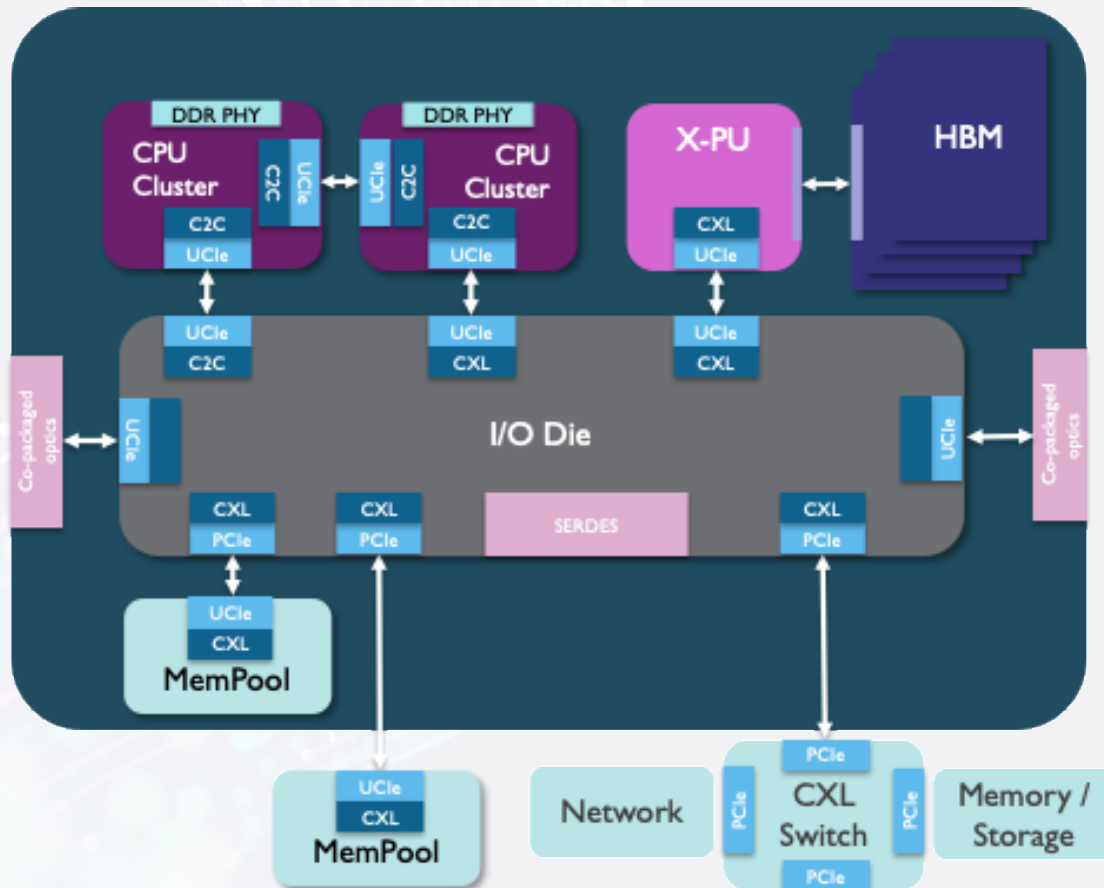 DDR PHY
DDR PHY
CPU
Cluster
C2C
UCIe
UCIe
C2C
CPU
Cluster
X-PU
HBM
C2C
UCIe
C2C
UCIe
CXL
UCIe
UCIe
C2C
UCIe
CXL
UCIe
CXL
Co-packaged
optics
UCIe
I/O Die
UCIe
Co-packaged
optics
CXL
PCIe
CXL
PCIe
SERDES
CXL
PCIe
UCIe
CXL
MemPool
UCIe
CXL
MemPool
Network
PCIe
PCIe
CXL
Switch
PCIe
PCIe
Memory /
Storage